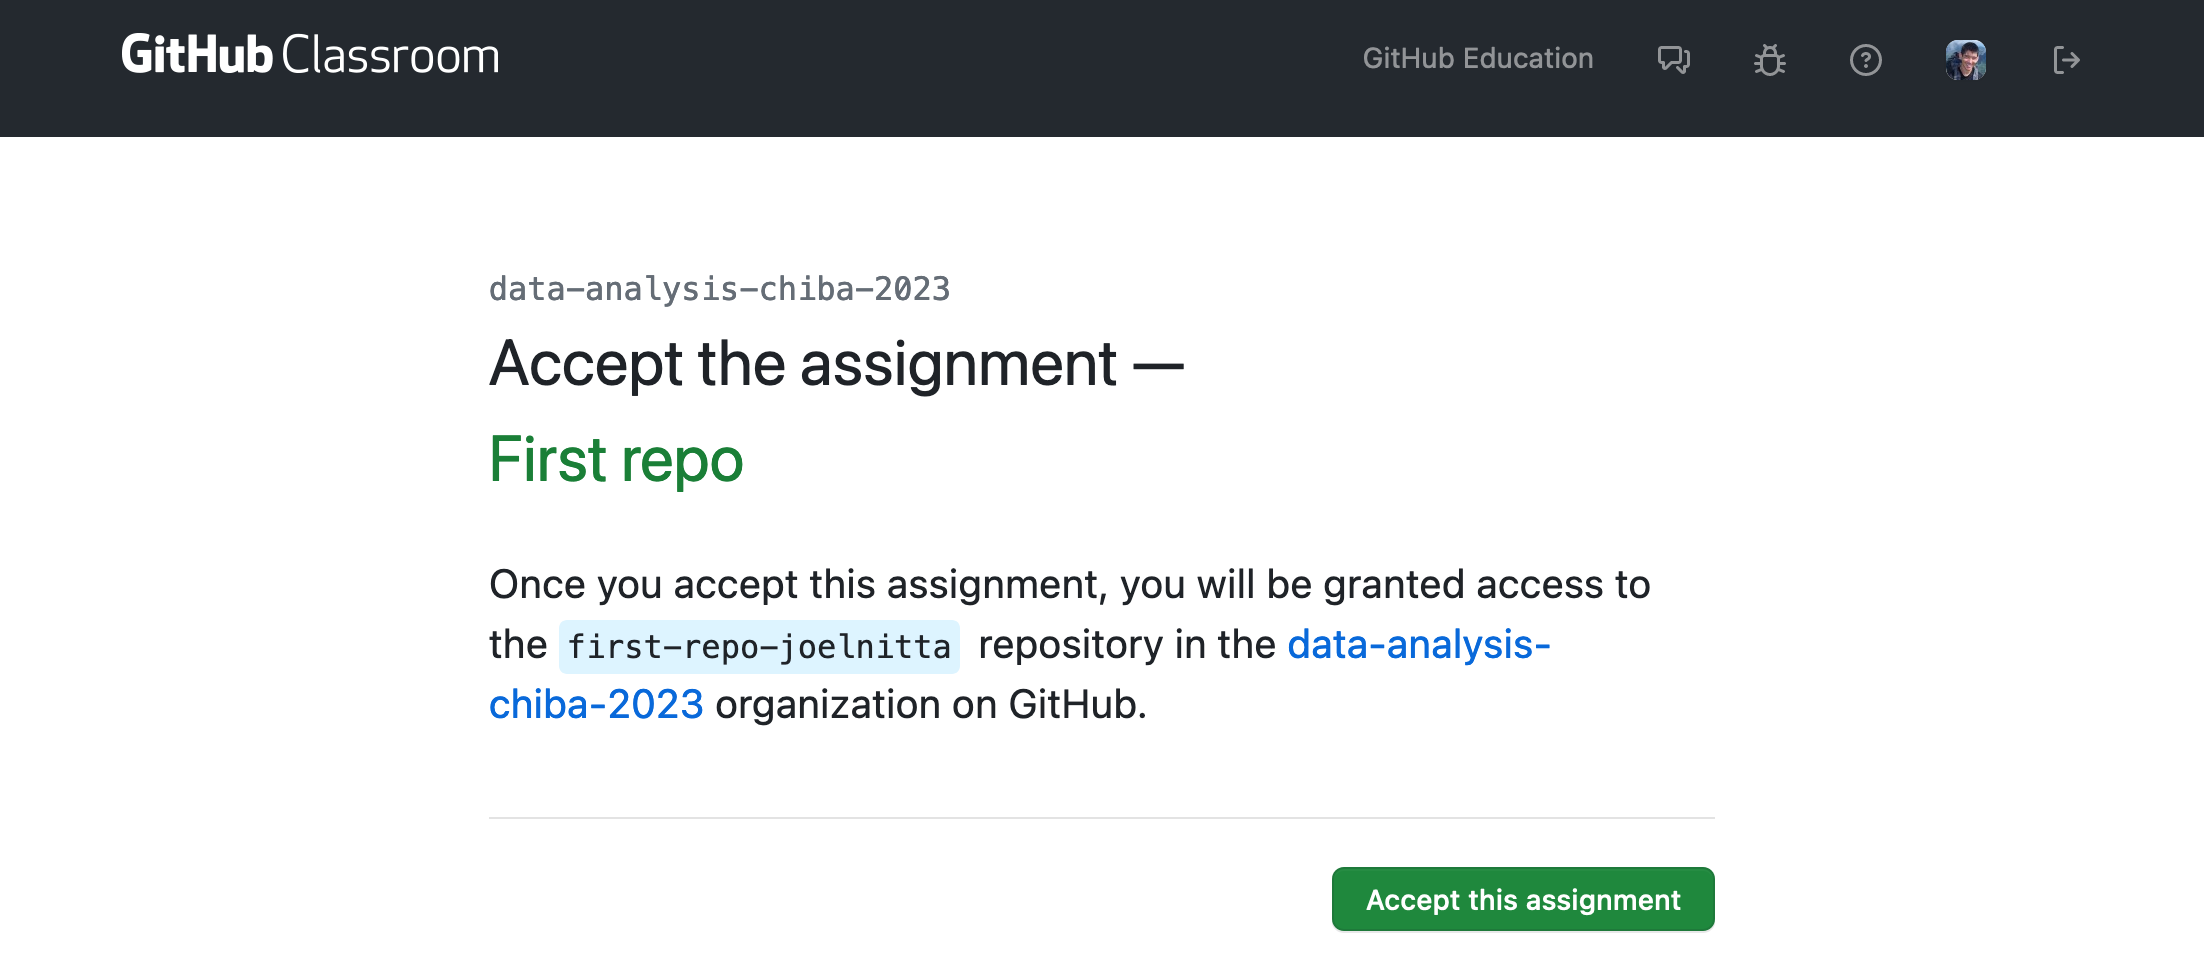 GitHub Classroom
GitHub Education
data-analysis-chiba-2023
Accept the assignment —
First repo
Once you accept this assignment, you will be granted access to
the first-repo-joelnitta repository in the data-analysis-
chiba-2023 organization on GitHub.
Accept this assignment